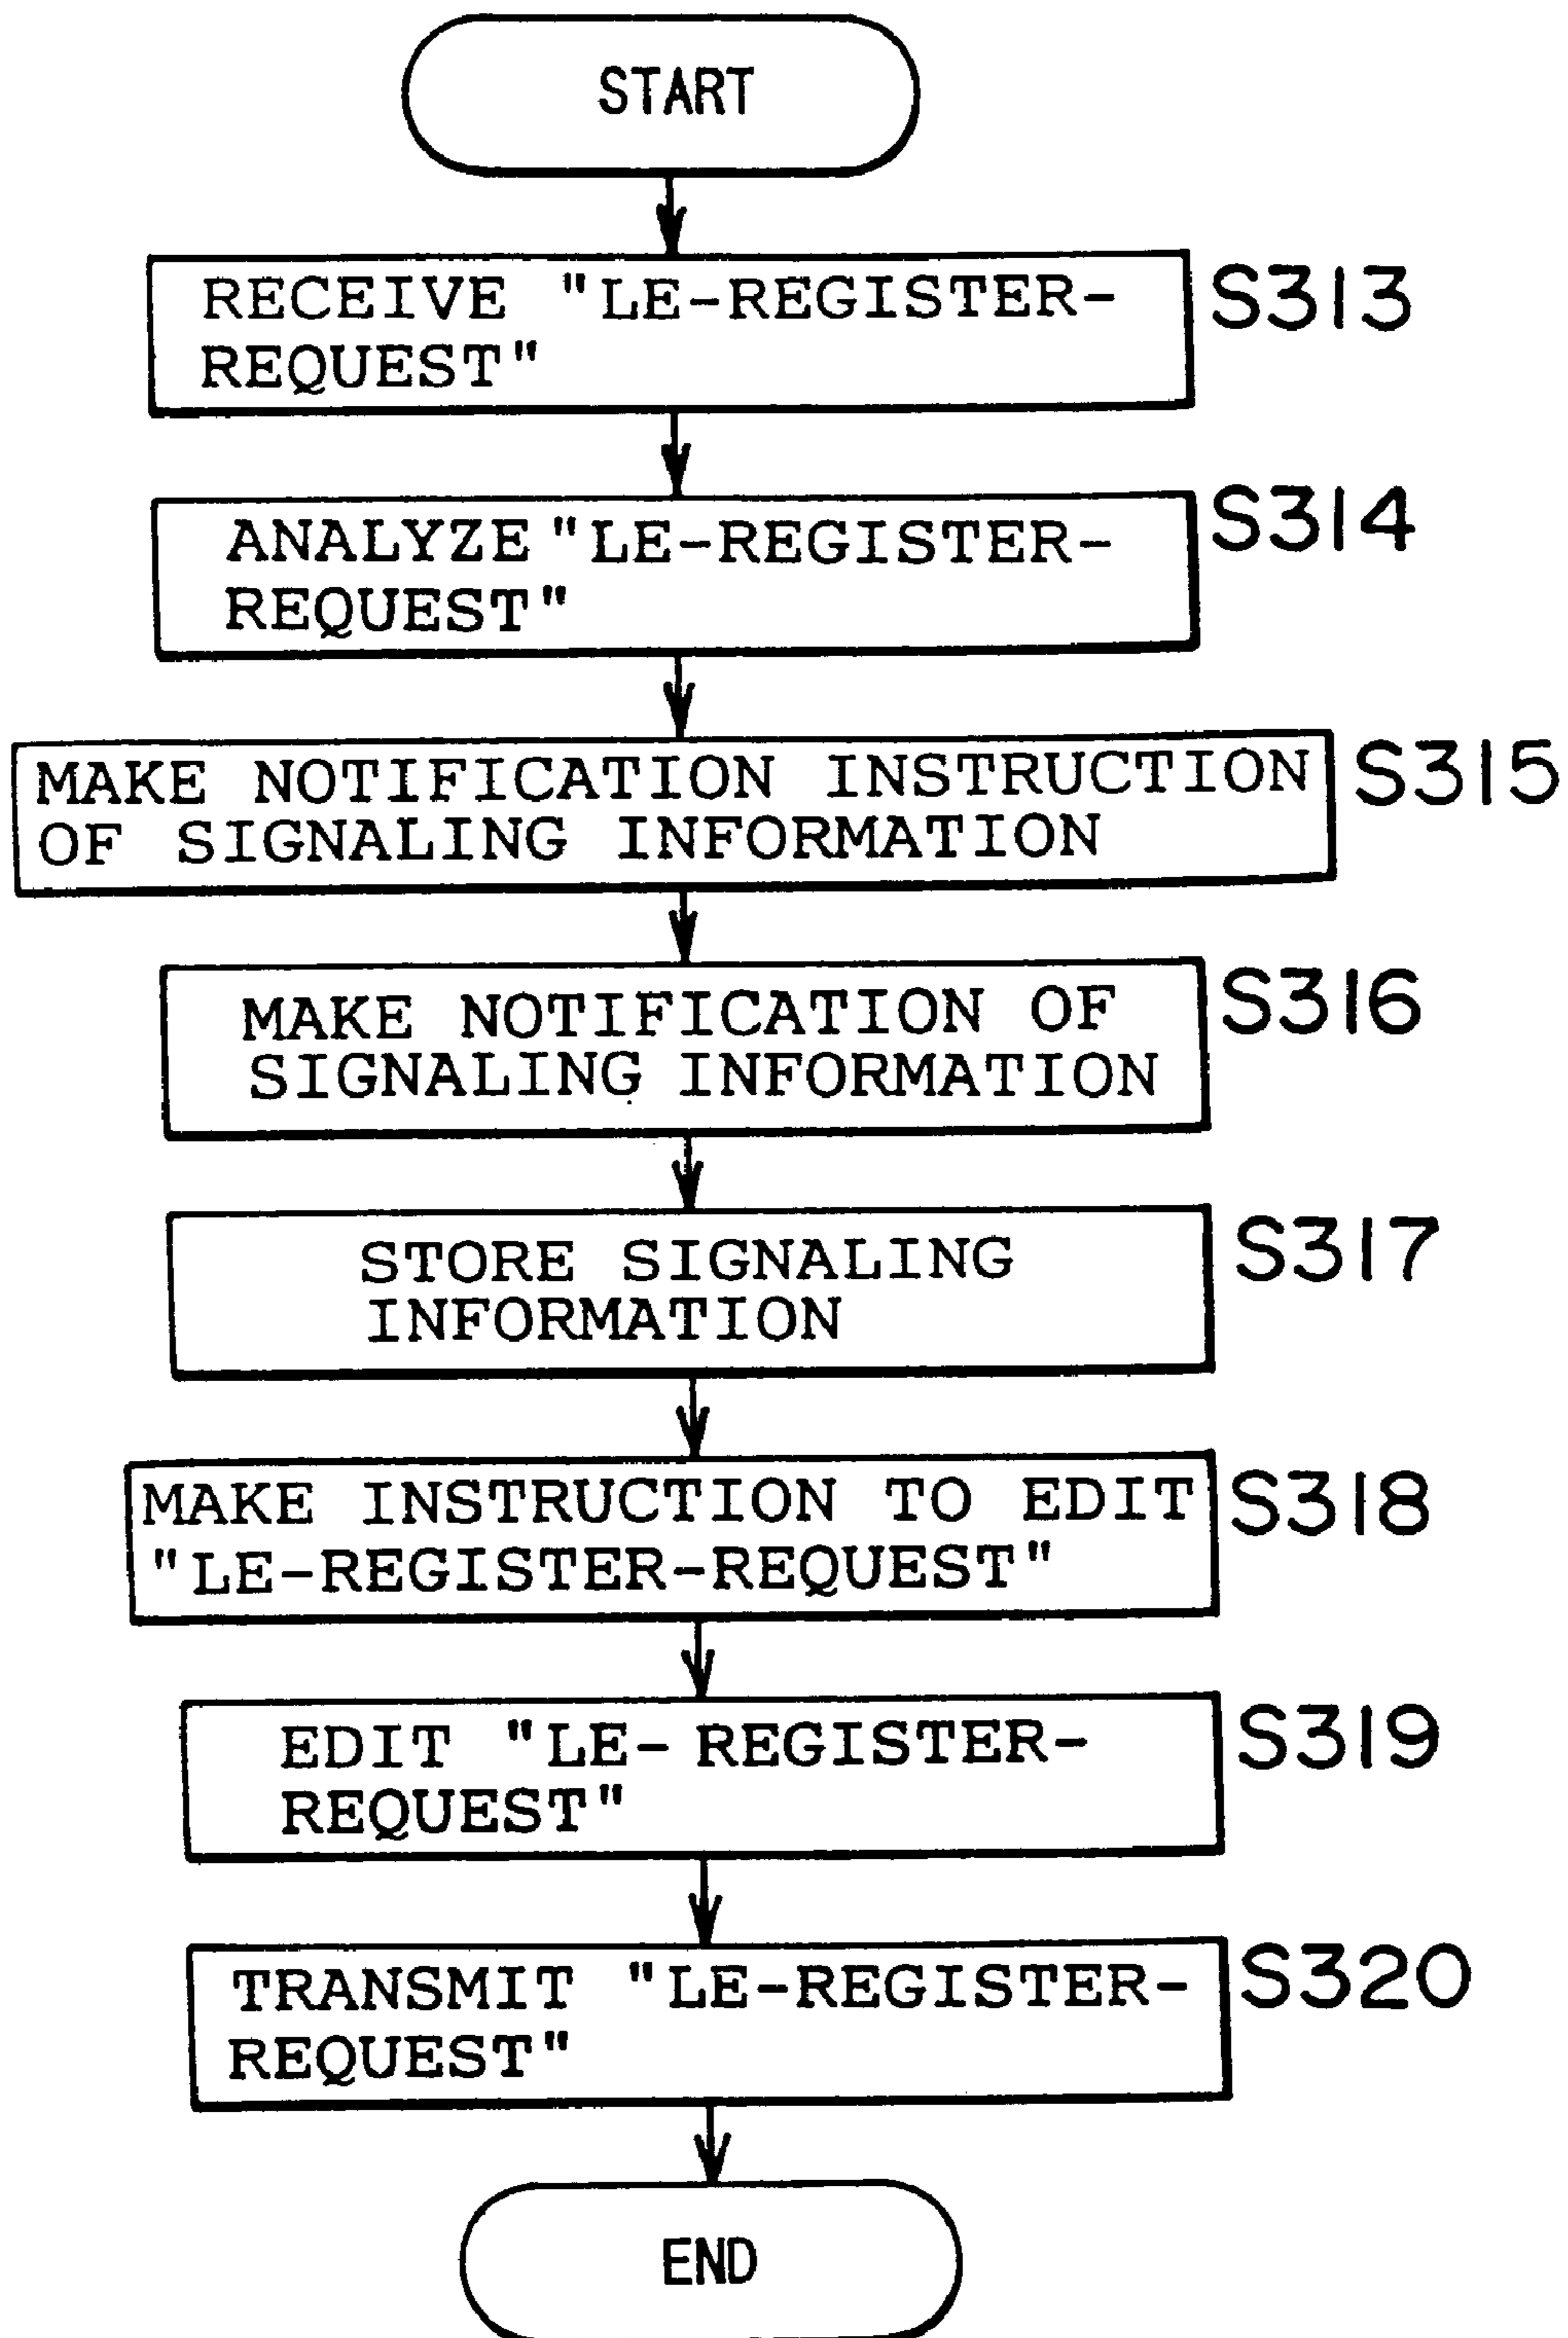 START
RECEIVE "LE-REGISTER-
REQUEST"
S313
ANALYZE "LE-REGISTER-
REQUEST"
S314
MAKE NOTIFICATION INSTRUCTION
OF SIGNALING INFORMATION
S315
MAKE NOTIFICATION OF
SIGNALING INFORMATION
S316
STORE SIGNALING
INFORMATION
S317
MAKE INSTRUCTION TO EDIT
"LE-REGISTER-REQUEST"
S318
EDIT "LE- REGISTER-
REQUEST"
S319
TRANSMIT "LE-REGISTER-
REQUEST"
S320
END